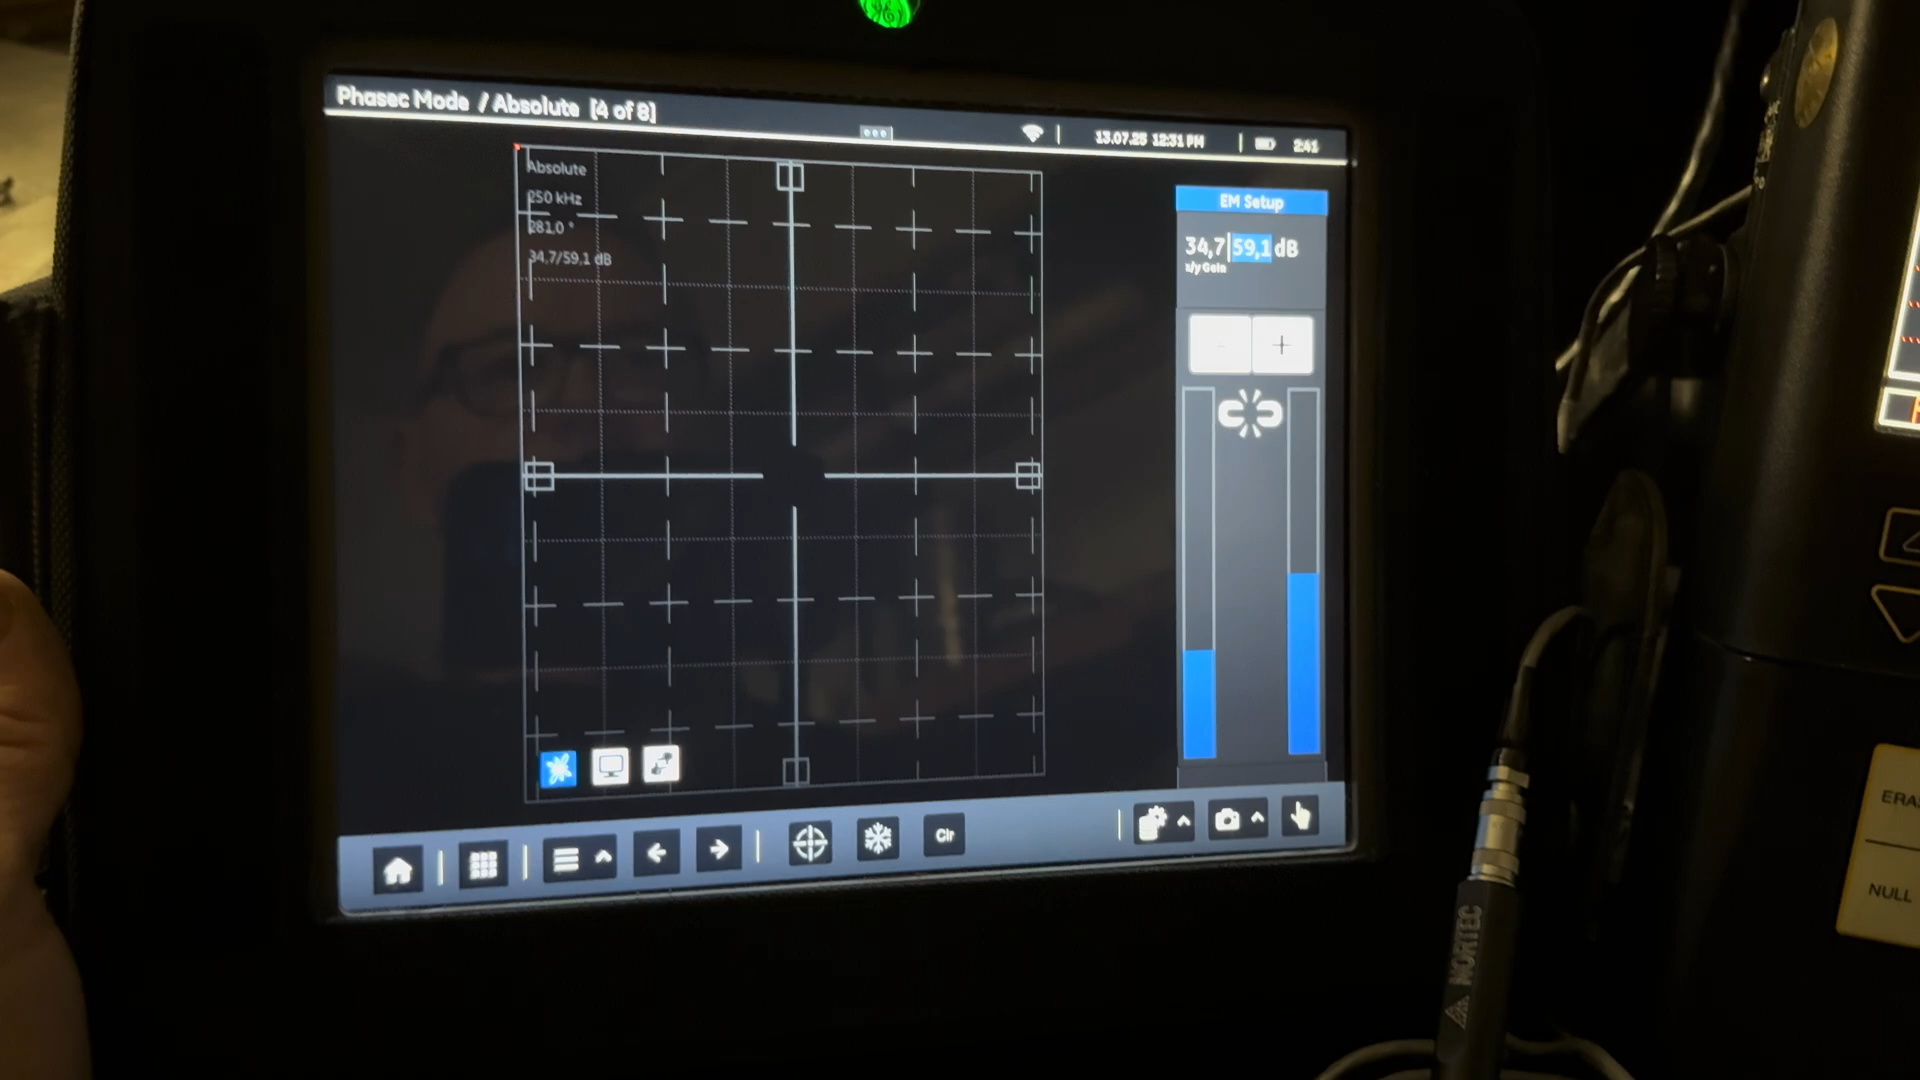 Phasec Mode / Absolute [4 of 8]
13.07.25 12:31 PM
2:41
Absolute
250 kHz
281,0 °
34,7/59,1 dB
EM Setup
34,7|59,1 dB
x/y Gain
- +
Clr
NORTEC
NULL